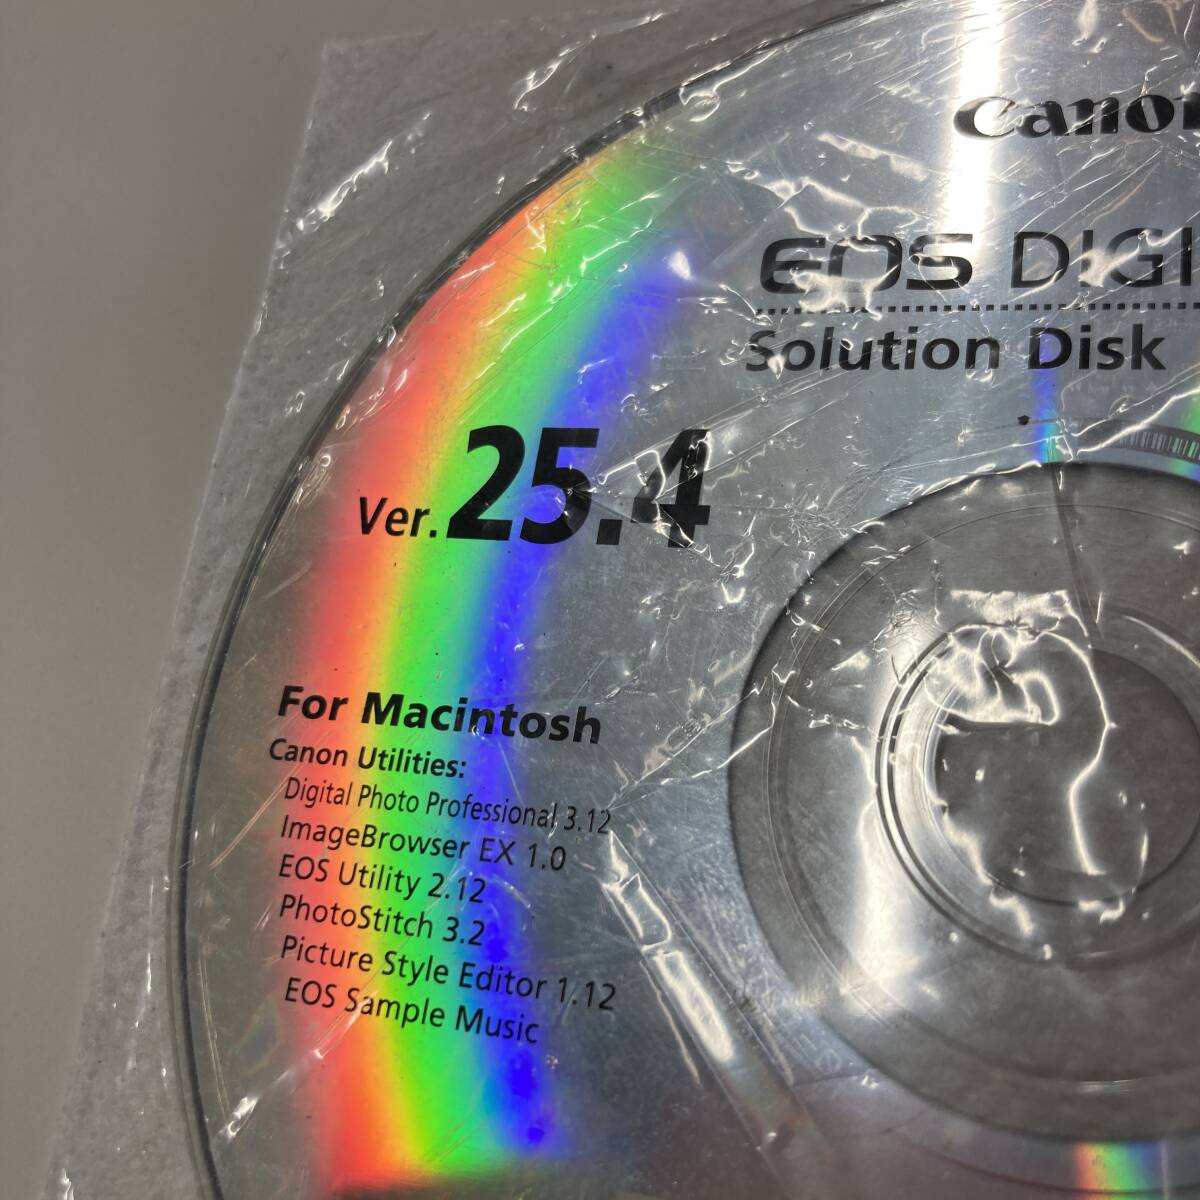 Canon
EOS DIGI
Solution Disk
Ver. 25.4
For Macintosh
Canon Utilities:
Digital Photo Professional 3.12
ImageBrowser EX 1.0
EOS Utility 2.12
PhotoStitch 3.2
Picture Style Editor 1.12
EOS Sample Music